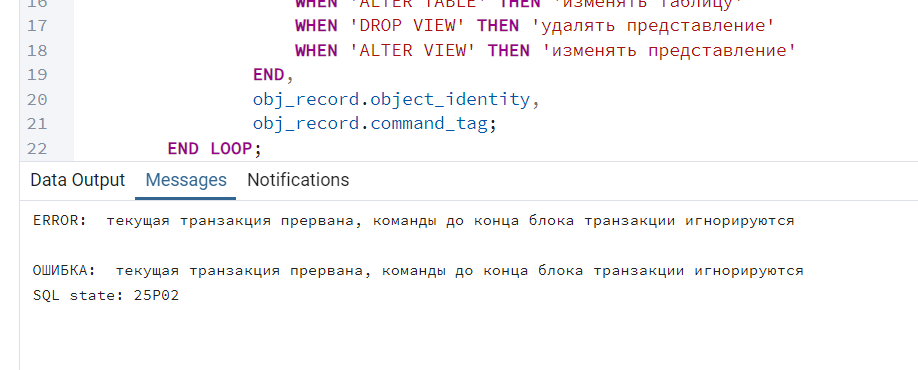 16 WHEN 'ALTER TABLE' THEN 'изменять таблицу'
17 WHEN 'DROP VIEW' THEN 'удалять представление'
18 WHEN 'ALTER VIEW' THEN 'изменять представление'
19 END,
20 obj_record.object_identity,
21 obj_record.command_tag;
22 END LOOP;
Data Output Messages Notifications
ERROR: текущая транзакция прервана, команды до конца блока транзакции игнорируются
ОШИБКА: текущая транзакция прервана, команды до конца блока транзакции игнорируются
SQL state: 25P02